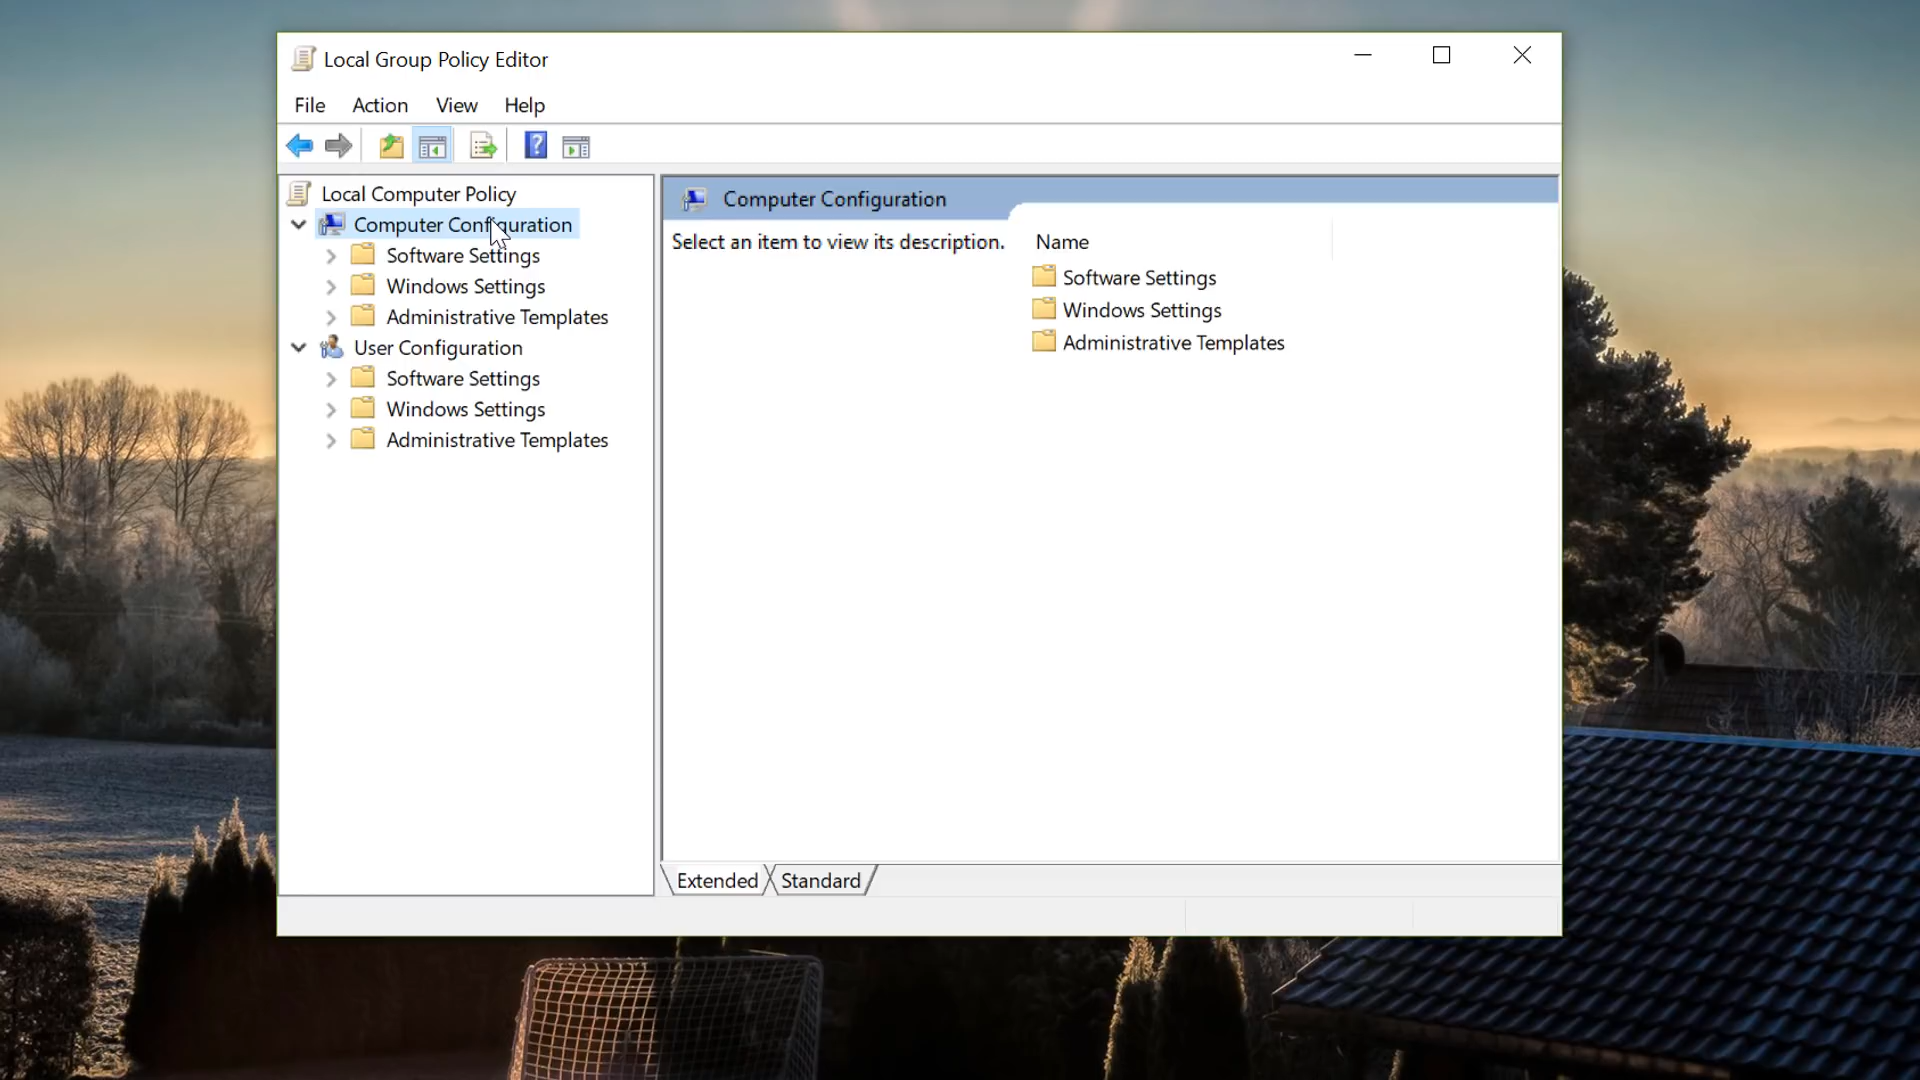 Local Group Policy Editor
File Action View Help
Local Computer Policy
Computer Configuration
Software Settings
Windows Settings
Administrative Templates
User Configuration
Software Settings
Windows Settings
Administrative Templates
Computer Configuration
Select an item to view its description.
Name
Software Settings
Windows Settings
Administrative Templates
Extended Standard